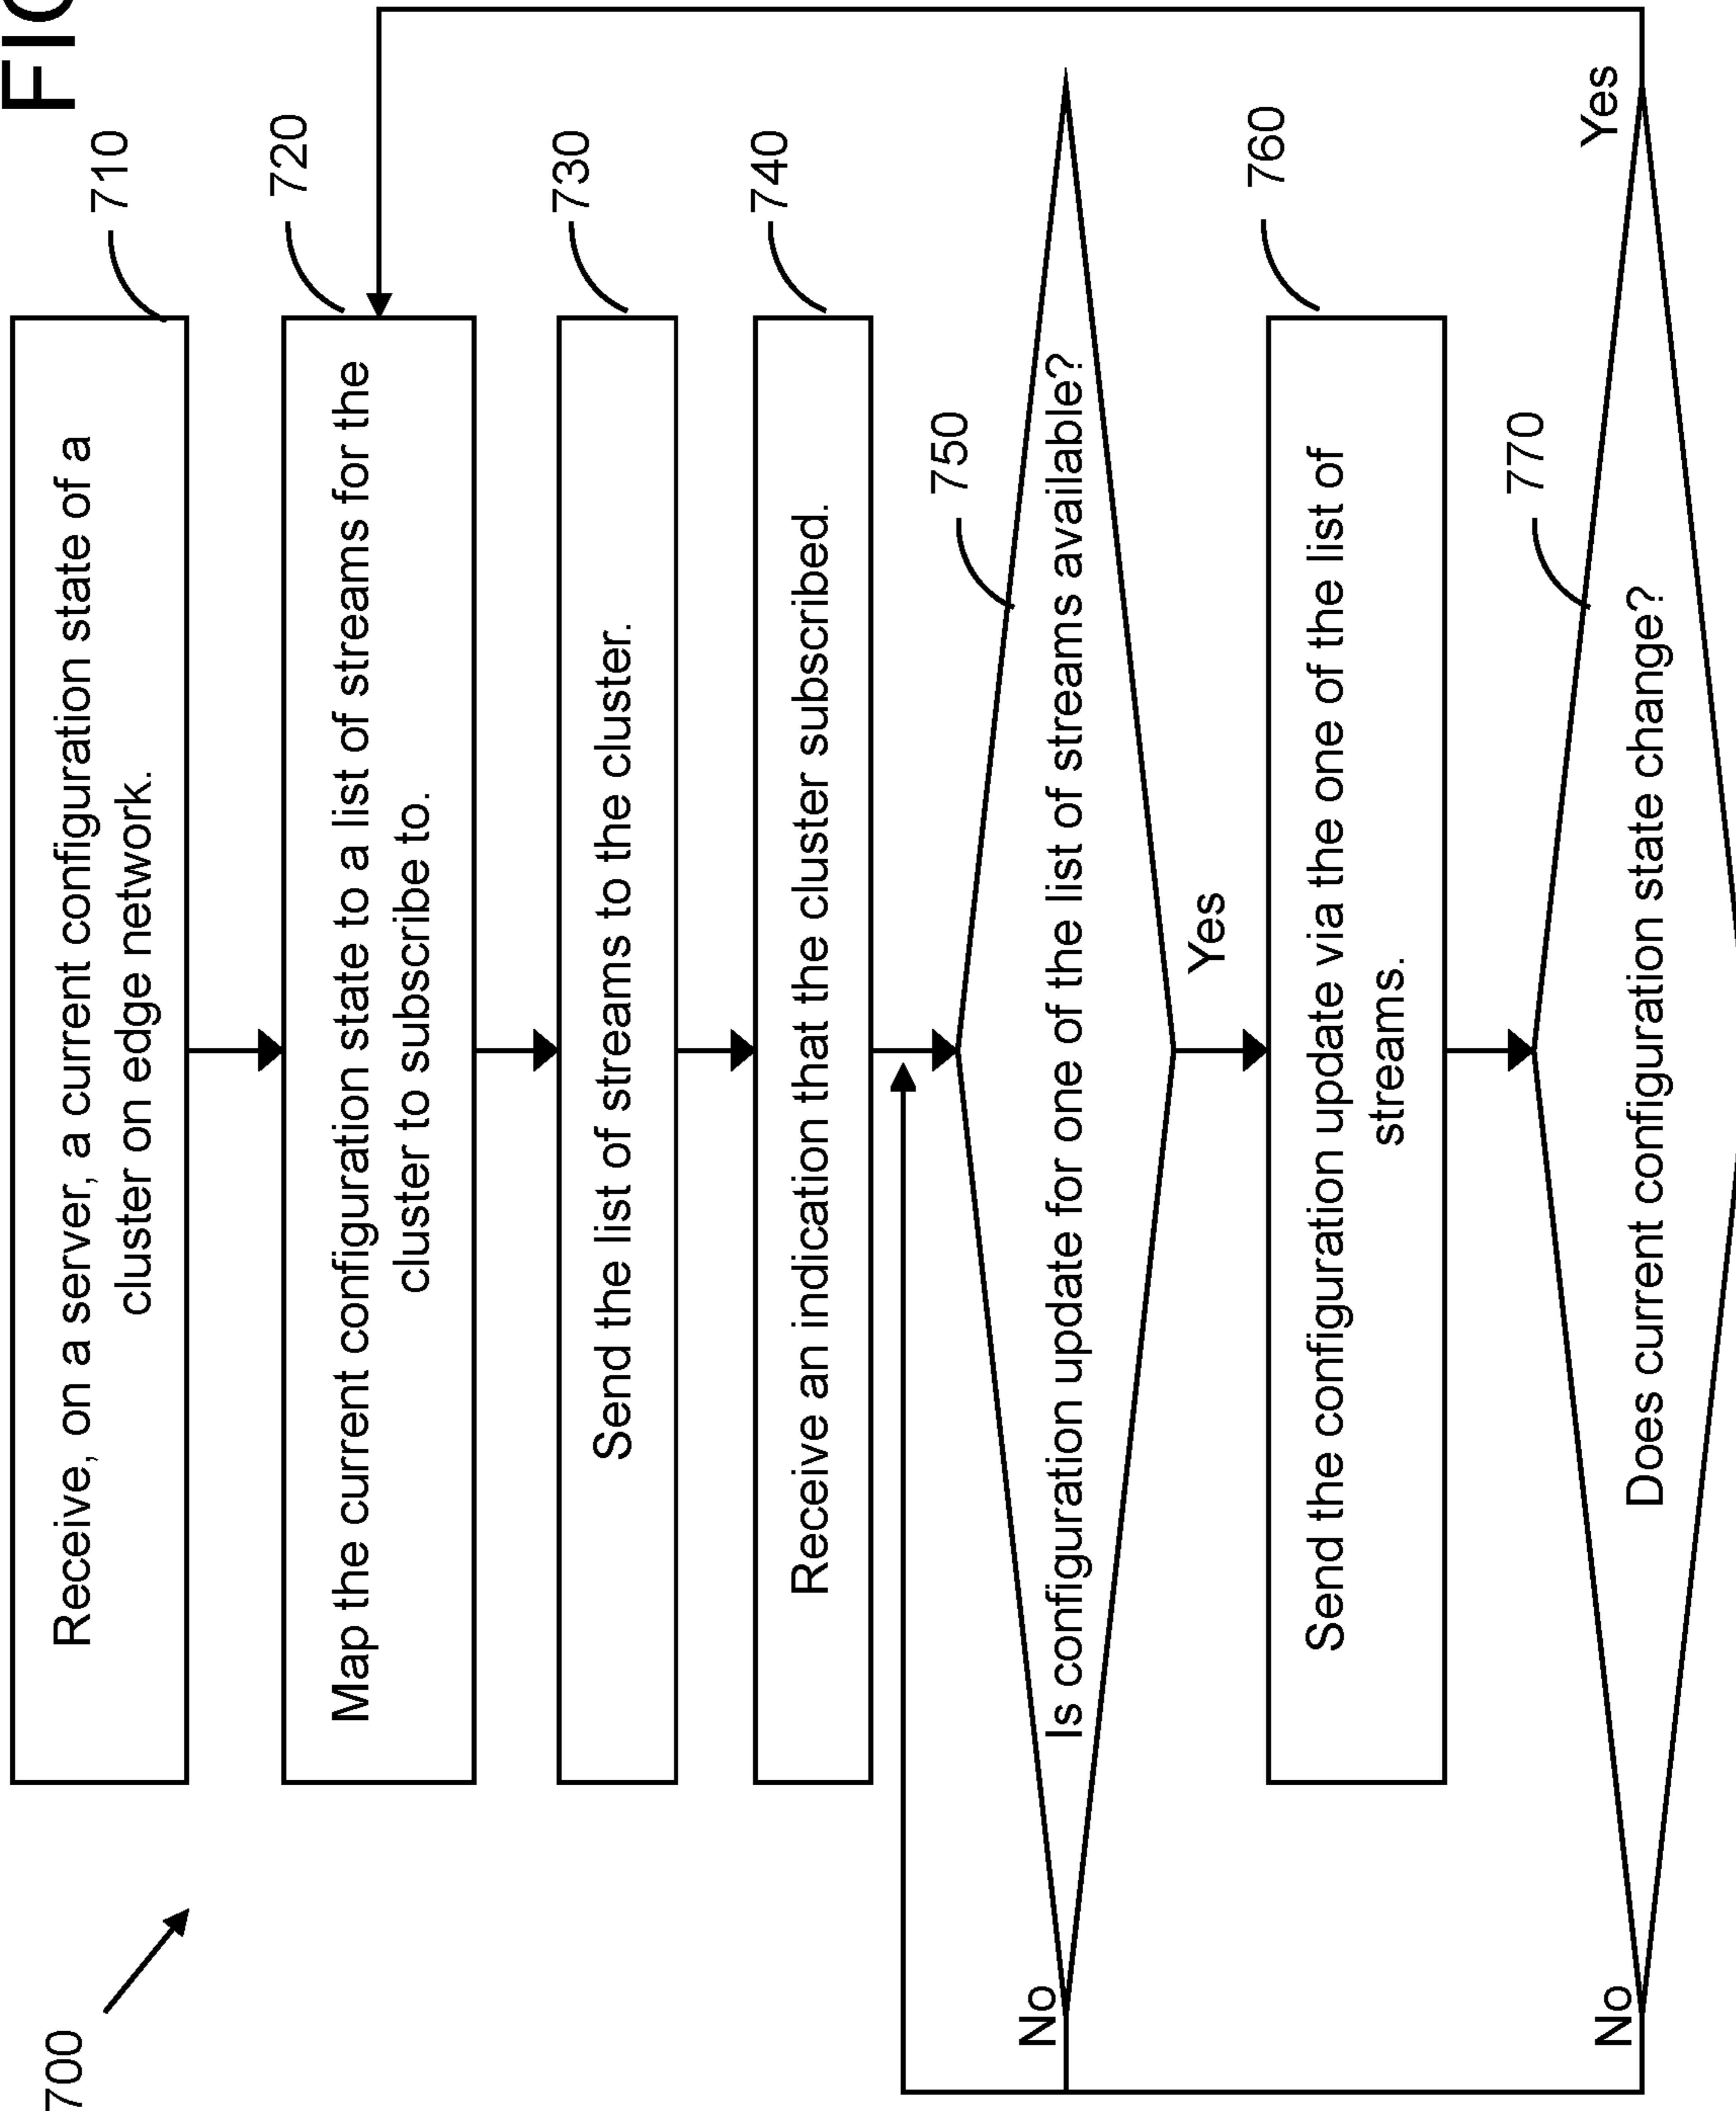 FIG
700
710
Receive, on a server, a current configuration state of a
cluster on edge network.
720
Map the current configuration state to a list of streams for the
cluster to subscribe to.
730
Send the list of streams to the cluster.
740
Receive an indication that the cluster subscribed.
750
Is configuration update for one of the list of streams available?
No
Yes
760
Send the configuration update via the one of the list of
streams.
770
Does current configuration state change?
No
Yes